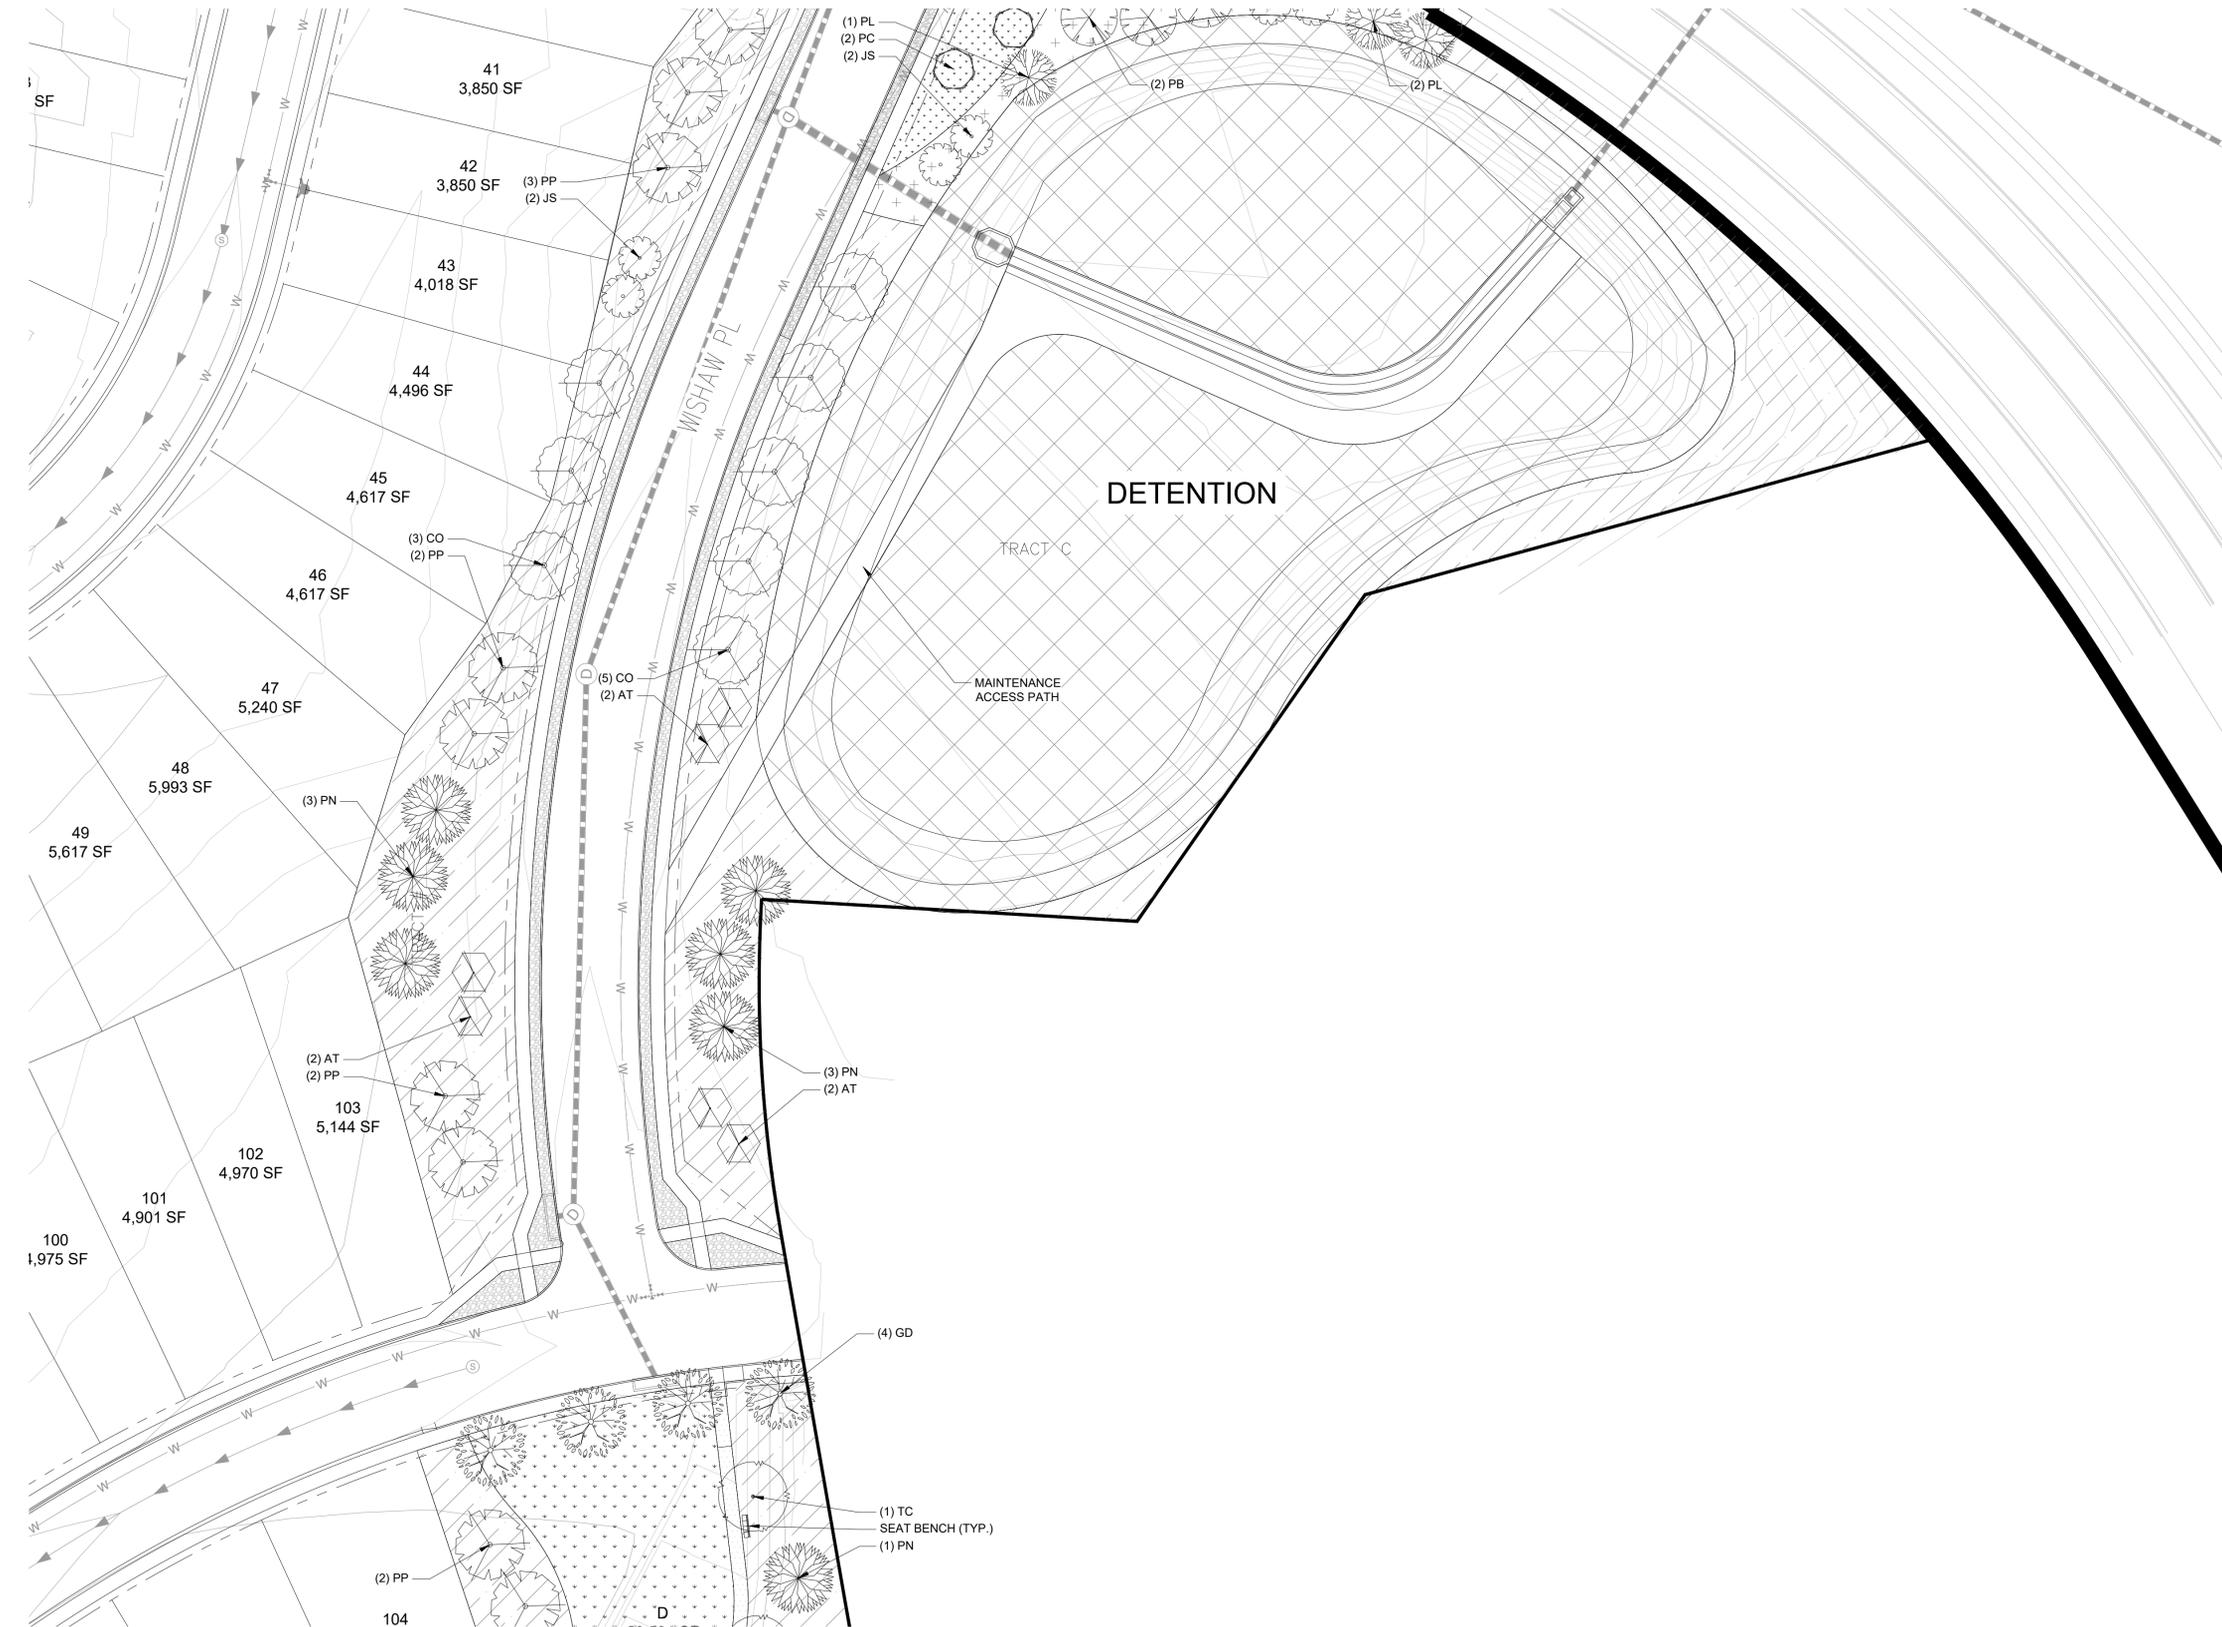 (1) PL
(2) PC
(2) JS
(2) PB
(2) PL
SF
41
3,850 SF
42
3,850 SF
(3) PP
(2) JS
43
4,018 SF
44
4,496 SF
WISHAW PL
45
4,617 SF
DETENTION
TRACT C
(3) CO
(2) PP
46
4,617 SF
47
5,240 SF
(5) CO
(2) AT
MAINTENANCE
ACCESS PATH
48
5,993 SF
(3) PN
49
5,617 SF
(2) AT
(2) PP
(3) PN
(2) AT
103
5,144 SF
102
4,970 SF
101
4,901 SF
100
4,975 SF
(4) GD
(1) TC
SEAT BENCH (TYP.)
(1) PN
(2) PP
104
D
W
D
S